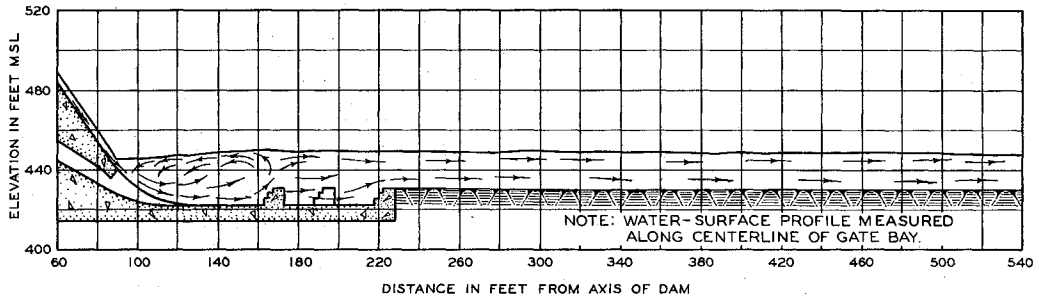 520
480
440
400
ELEVATION IN FEET M.S.L.
NOTE: WATER-SURFACE PROFILE MEASURED
ALONG CENTERLINE OF GATE BAY.
60 100 140 180 220 260 300 340 380 420 460 500 540
DISTANCE IN FEET FROM AXIS OF DAM